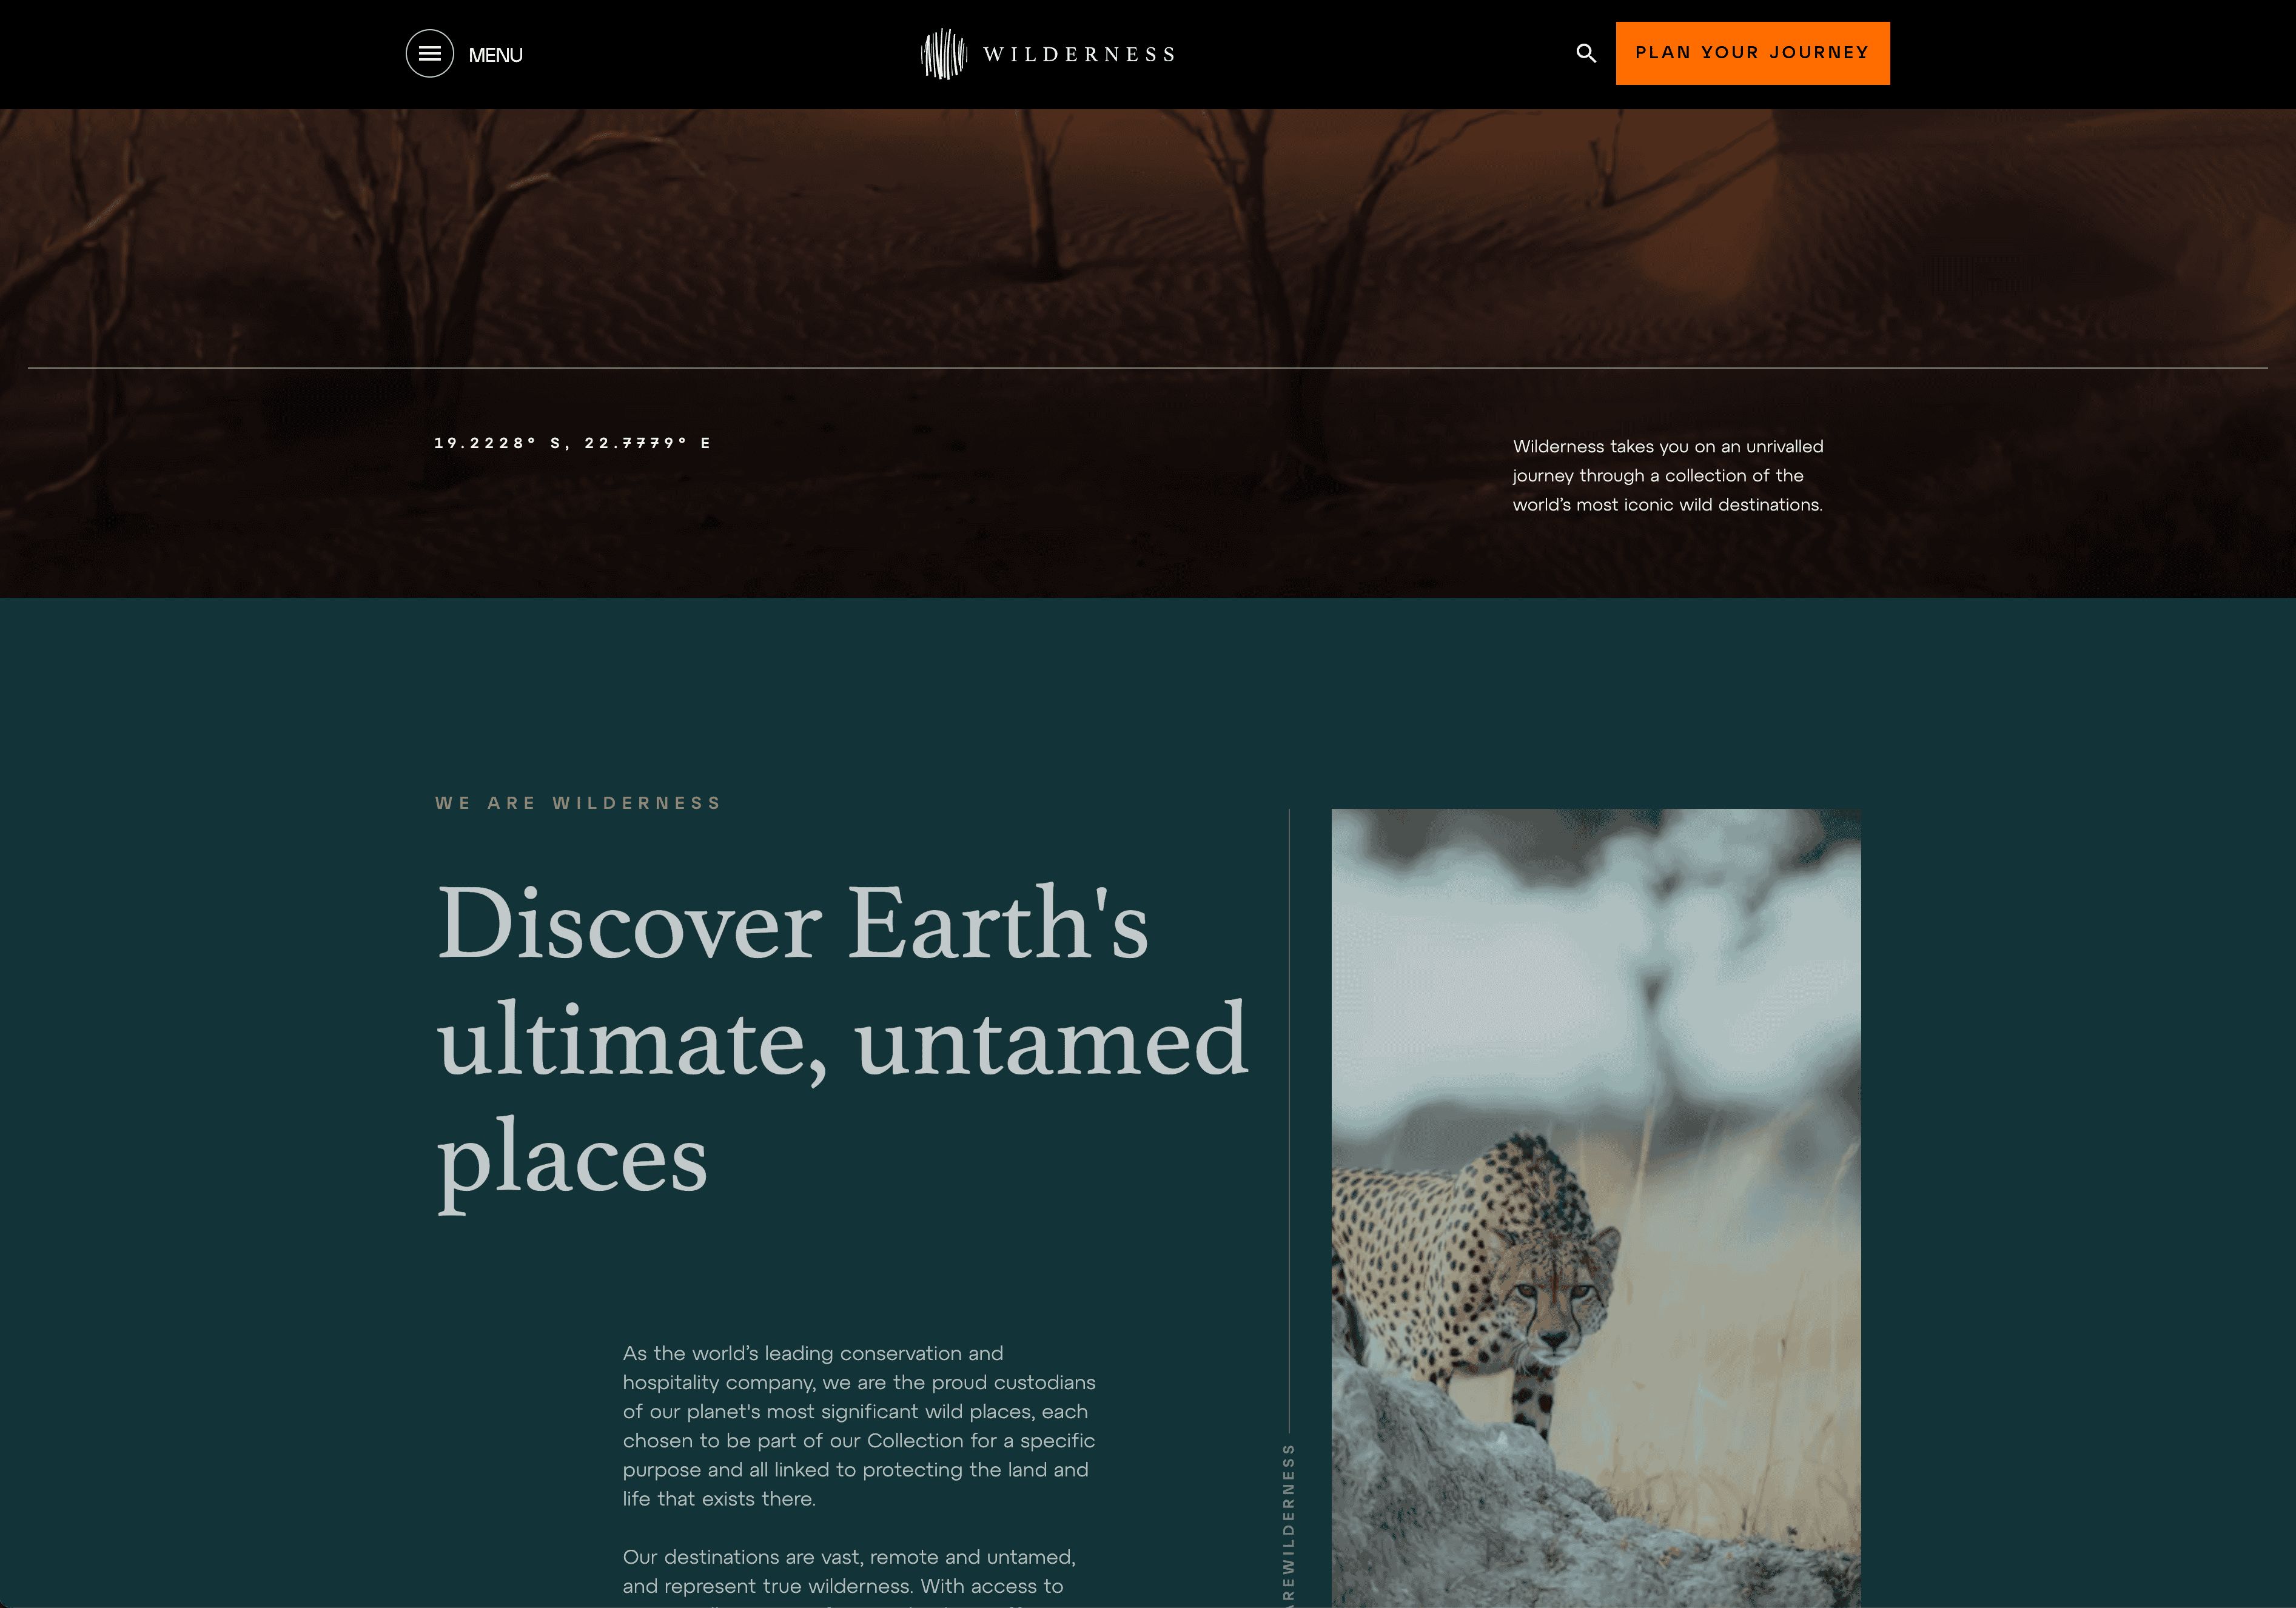 MENU
WILDERNESS
PLAN YOUR JOURNEY
19.2228° S, 22.7779° E
Wilderness takes you on an unrivalled
journey through a collection of the
world’s most iconic wild destinations.
WE ARE WILDERNESS
Discover Earth's
ultimate, untamed
places
As the world’s leading conservation and
hospitality company, we are the proud custodians
of our planet's most significant wild places, each
chosen to be part of our Collection for a specific
purpose and all linked to protecting the land and
life that exists there.
Our destinations are vast, remote and untamed,
and represent true wilderness. With access to
AREWILDERNESS